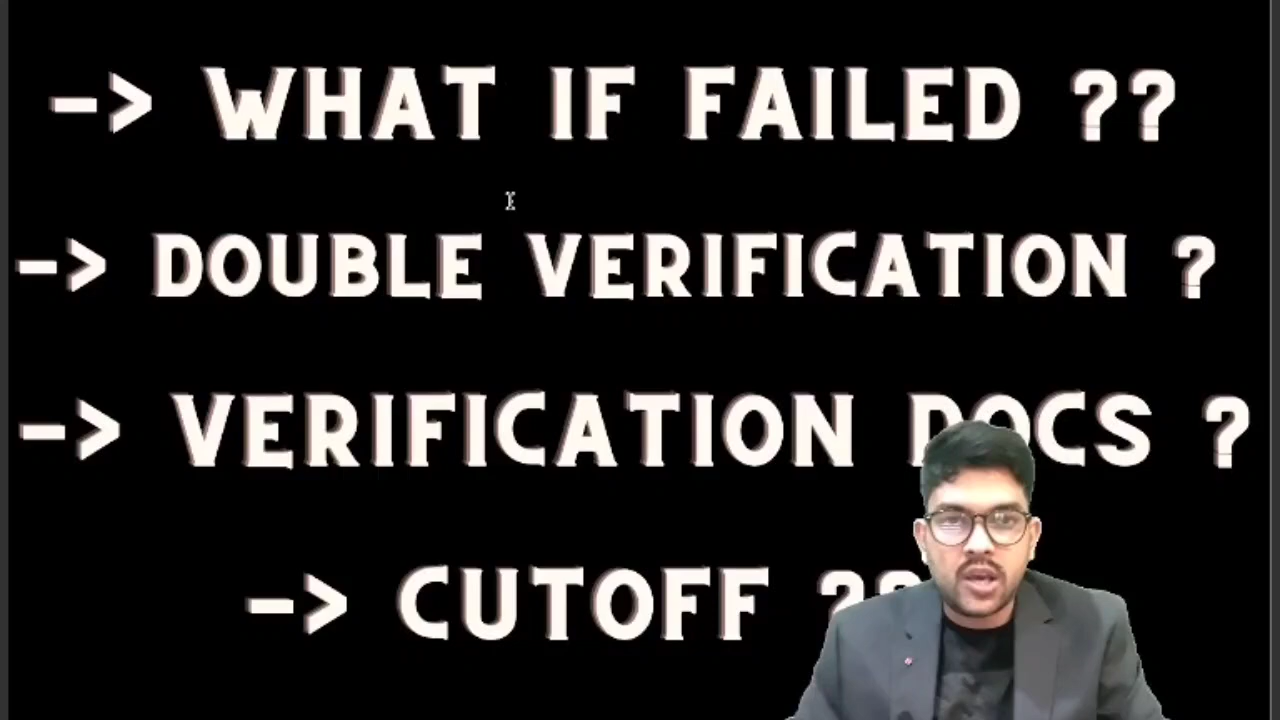 -> WHAT IF FAILED ??
-> DOUBLE VERIFICATION ?
-> VERIFICATION DOCS ?
-> CUTOFF ??